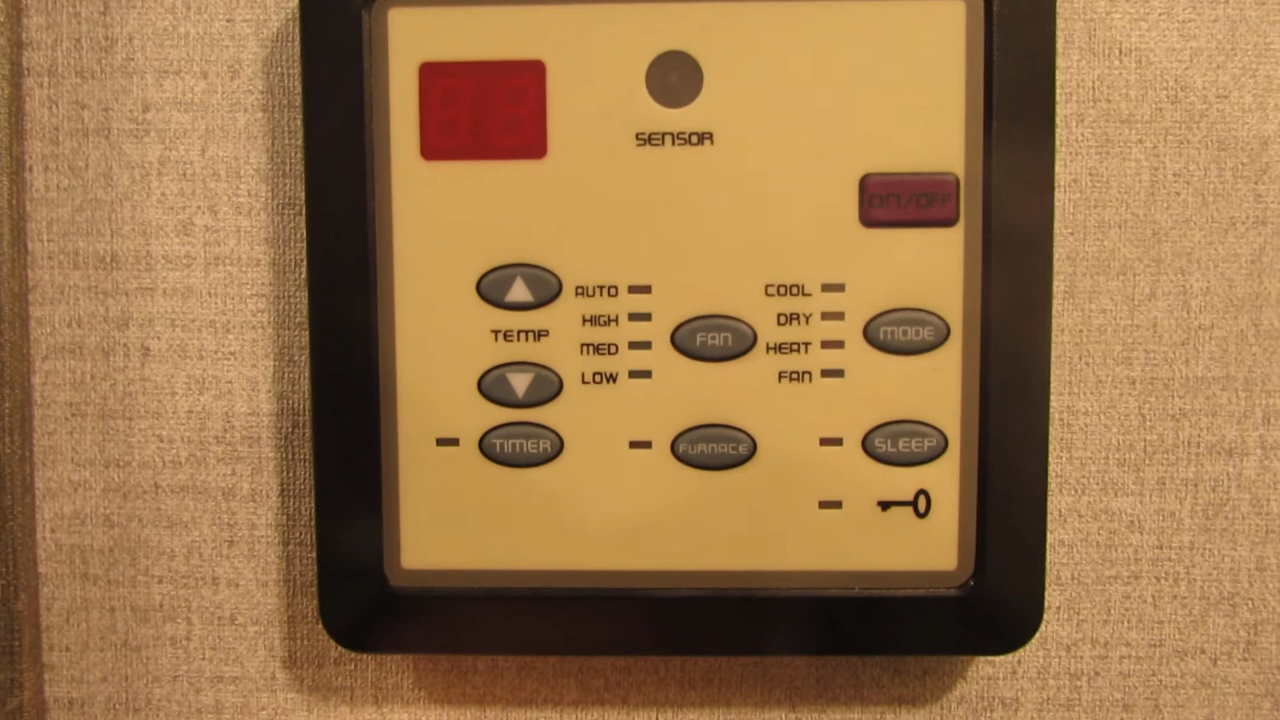 SENSOR
ON/OFF
AUTO
COOL
HIGH
DRY
TEMP
FAN
MODE
MED
HEAT
LOW
FAN
TIMER
FURNACE
SLEEP